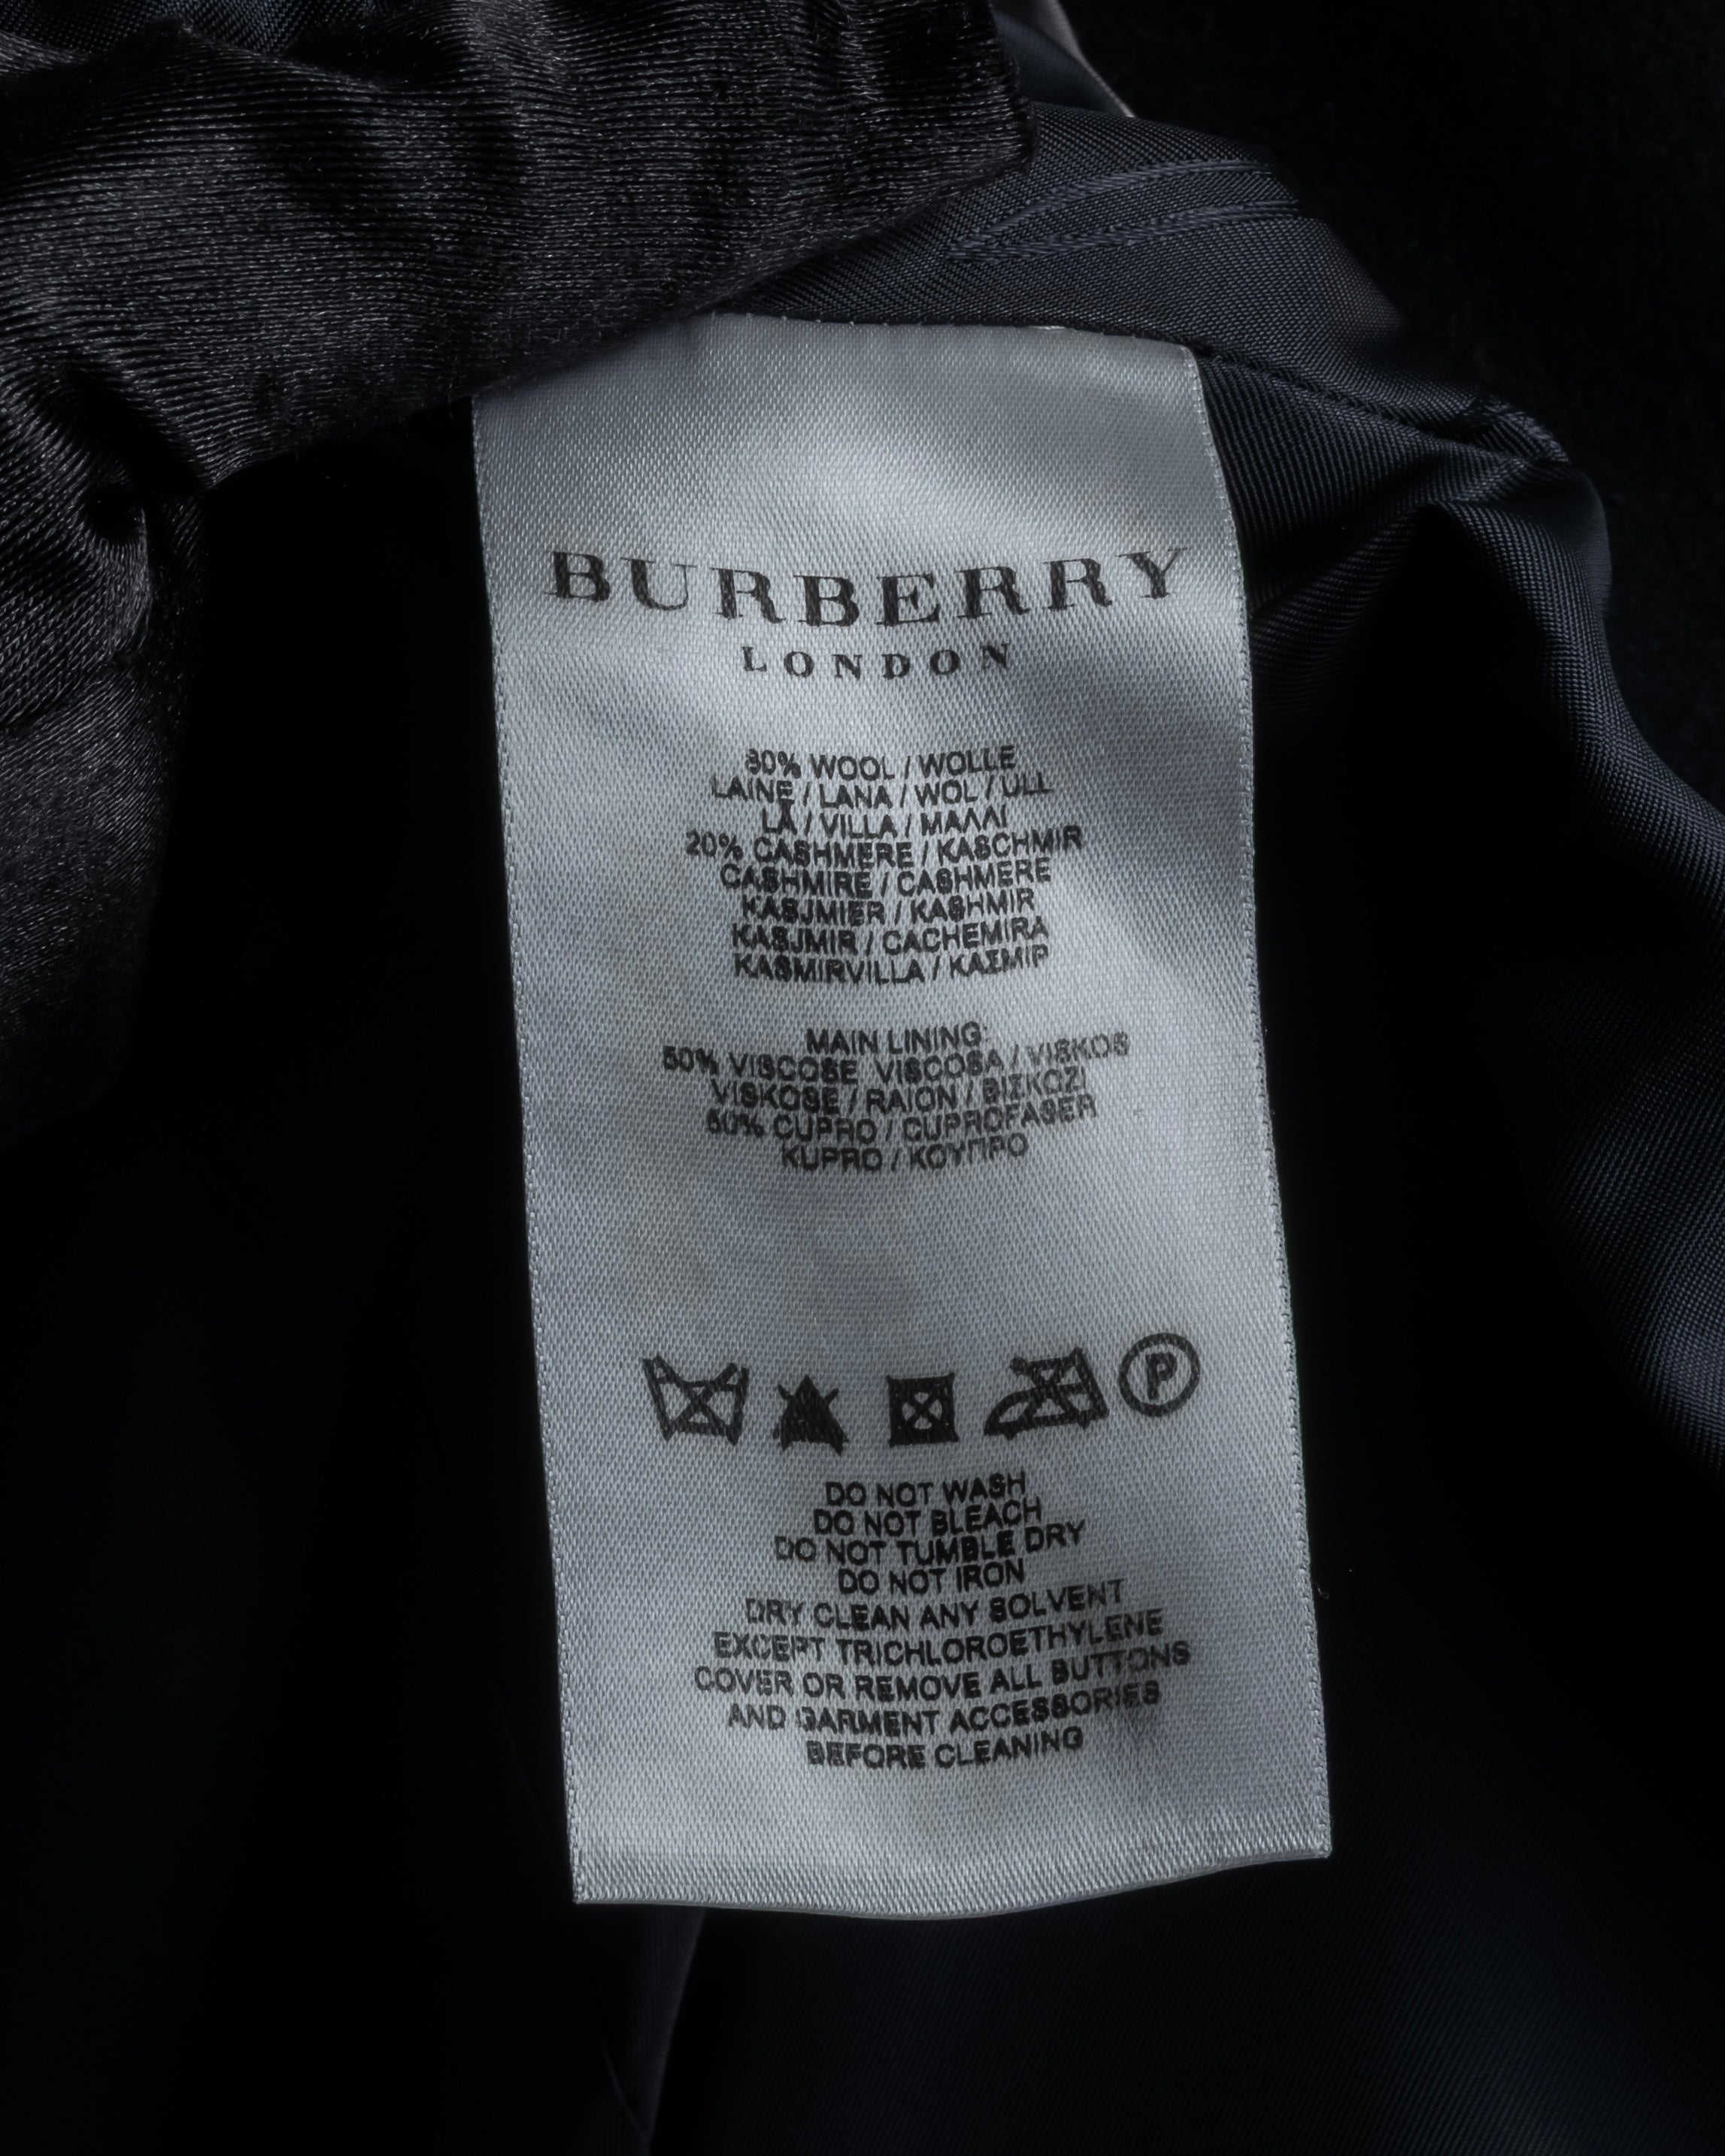 BURBERRY
LONDON
80% WOOL / WOLLE
LAINE / LANA / WOL / ULL
LÃ / VILLA / ΜΑΛΛΙ
20% CASHMERE / KASCHMIR
CASHMIRE / CASHMERE
KASJMIER / KASHMIR
KASJMIR / CACHEMIRA
KASMIRVILLA / ΚΑΣΜΙΡ
MAIN LINING:
50% VISCOSE VISCOSA / VISKOS
VISKOSE / RAION / ΒΙΣΚΟΖΙ
50% CUPRO / CUPROFASER
KUPRO / ΚΟΥΠΡΟ
P
DO NOT WASH
DO NOT BLEACH
DO NOT TUMBLE DRY
DO NOT IRON
DRY CLEAN ANY SOLVENT
EXCEPT TRICHLOROETHYLENE
COVER OR REMOVE ALL BUTTONS
AND GARMENT ACCESSORIES
BEFORE CLEANING